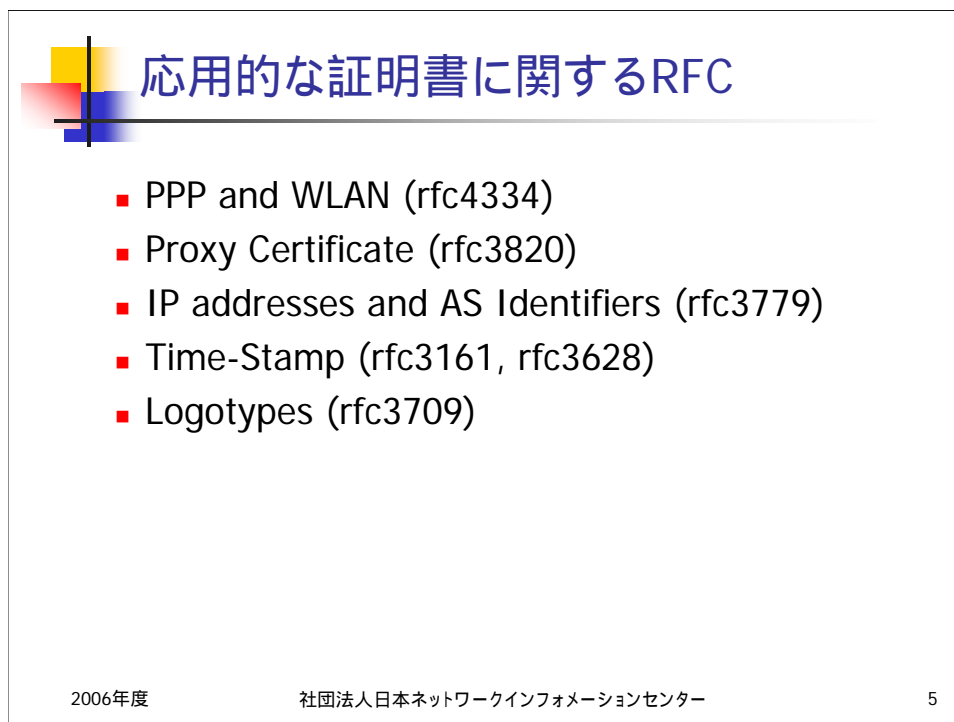 応用的な証明書に関するRFC
PPP and WLAN (rfc4334)
Proxy Certificate (rfc3820)
IP addresses and AS Identifiers (rfc3779)
Time-Stamp (rfc3161, rfc3628)
Logotypes (rfc3709)
2006年度
社団法人日本ネットワークインフォメーションセンター
5